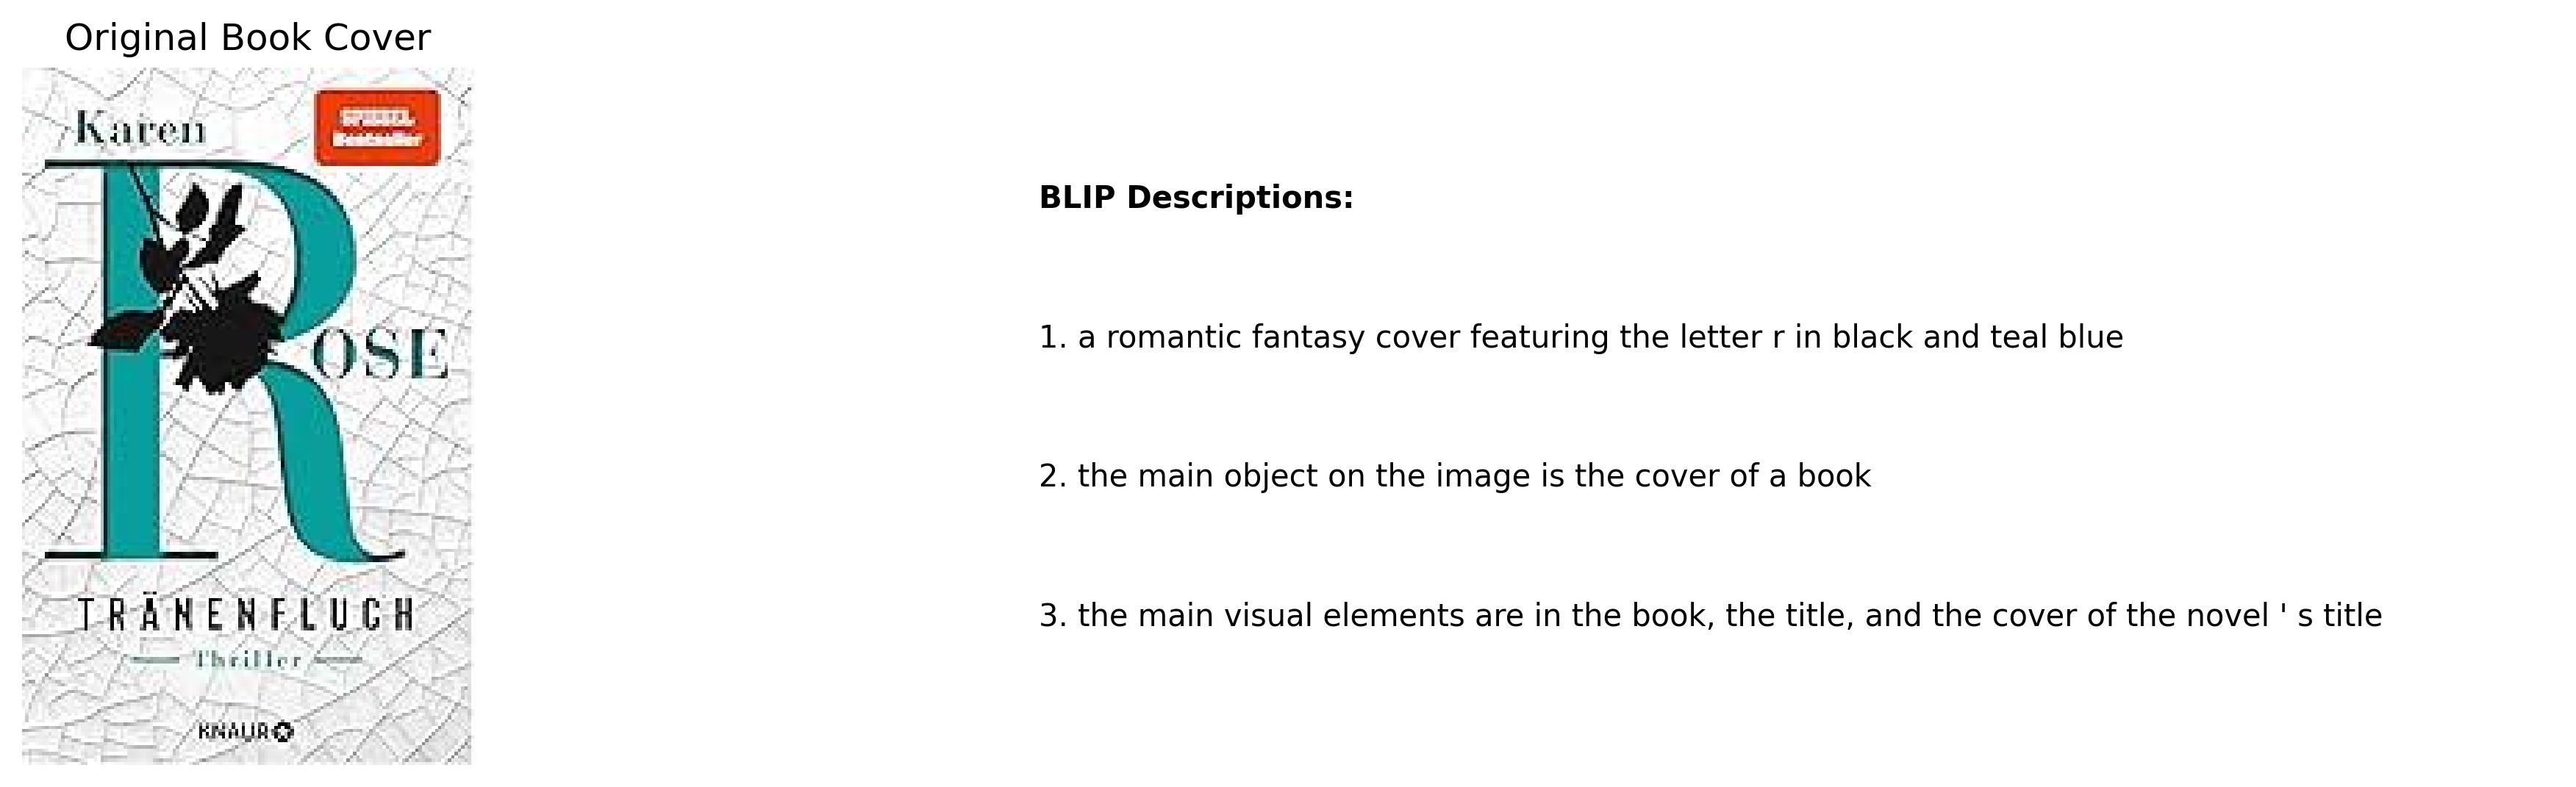 Original Book Cover
Karen
SPIEGEL
Bestseller
ROSE
TRÄNENFLUCH
Thriller
KNAUR
BLIP Descriptions:
1. a romantic fantasy cover featuring the letter r in black and teal blue
2. the main object on the image is the cover of a book
3. the main visual elements are in the book, the title, and the cover of the novel ' s title